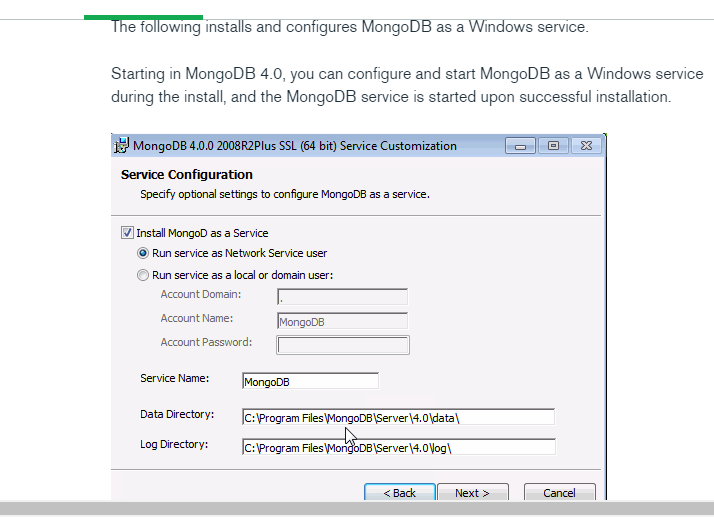 The following installs and configures MongoDB as a Windows service.
Starting in MongoDB 4.0, you can configure and start MongoDB as a Windows service
during the install, and the MongoDB service is started upon successful installation.
MongoDB 4.0.0 2008R2Plus SSL (64 bit) Service Customization
Service Configuration
Specify optional settings to configure MongoDB as a service.
Install MongoD as a Service
Run service as Network Service user
Run service as a local or domain user:
Account Domain: .
Account Name: MongoDB
Account Password:
Service Name: MongoDB
Data Directory: C:\Program Files\MongoDB\Server\4.0\data\
Log Directory: C:\Program Files\MongoDB\Server\4.0\log\
< Back Next > Cancel